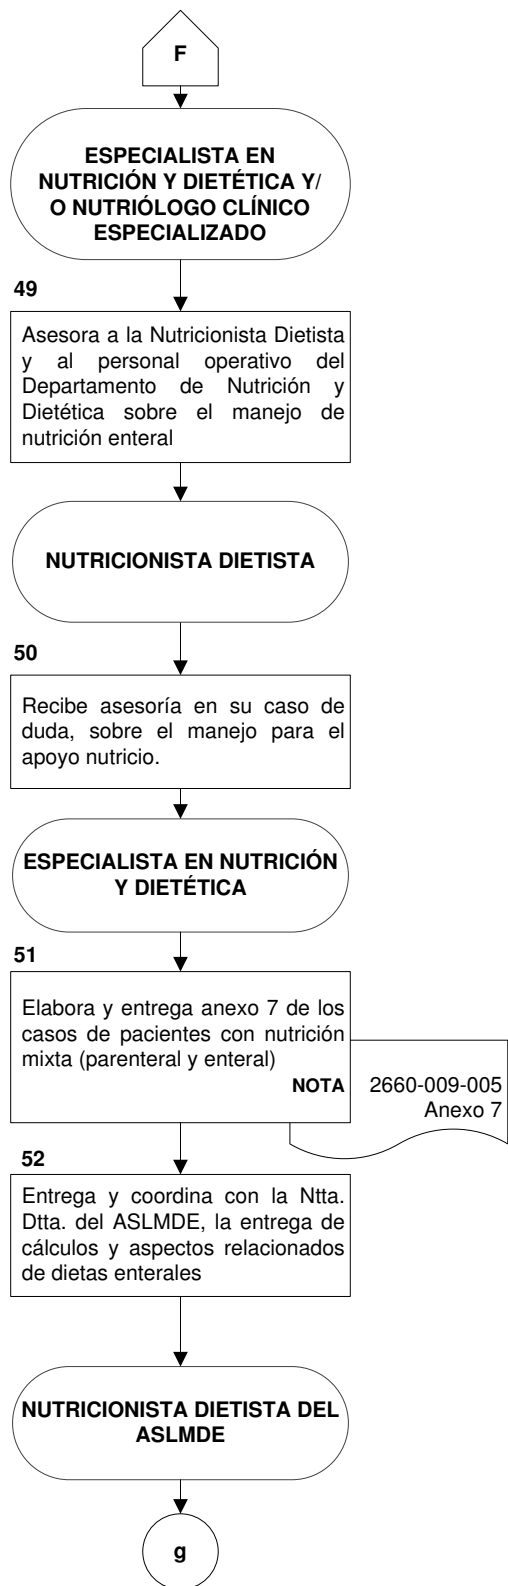 F
ESPECIALISTA EN
NUTRICIÓN Y DIETÉTICA Y/
O NUTRIÓLOGO CLÍNICO
ESPECIALIZADO
49
Asesora a la Nutricionista Dietista
y al personal operativo del
Departamento de Nutrición y
Dietética sobre el manejo de
nutrición enteral
NUTRICIONISTA DIETISTA
50
Recibe asesoría en su caso de
duda, sobre el manejo para el
apoyo nutricio.
ESPECIALISTA EN NUTRICIÓN
Y DIETÉTICA
51
Elabora y entrega anexo 7 de los
casos de pacientes con nutrición
mixta (parenteral y enteral)
NOTA
2660-009-005
Anexo 7
52
Entrega y coordina con la Ntta.
Dtta. del ASLMDE, la entrega de
cálculos y aspectos relacionados
de dietas enterales
NUTRICIONISTA DIETISTA DEL
ASLMDE
g